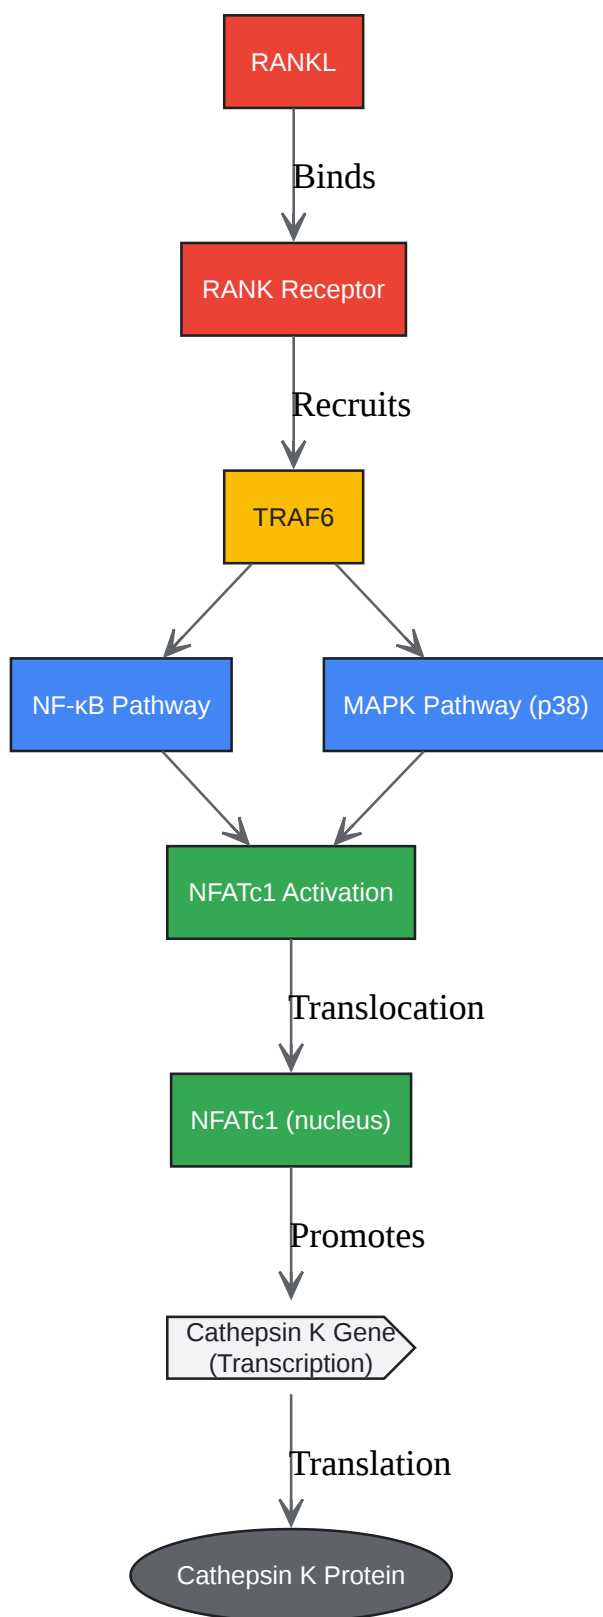 RANKL
Binds
RANK Receptor
Recruits
TRAF6
NF-κB Pathway
MAPK Pathway (p38)
NFATc1 Activation
Translocation
NFATc1 (nucleus)
Promotes
Cathepsin K Gene
(Transcription)
Translation
Cathepsin K Protein